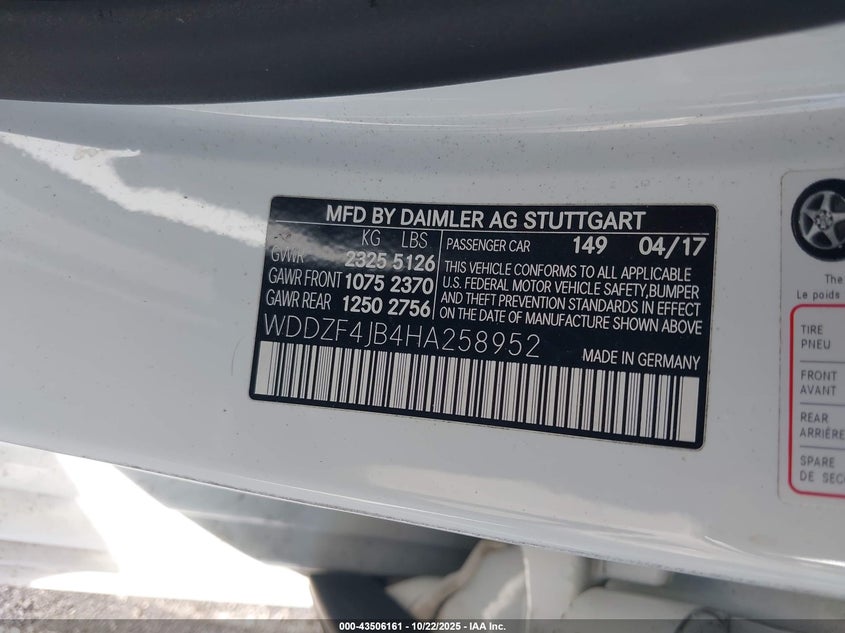 MFD BY DAIMLER AG STUTTGART
KG LBS
GVWR 2325 5126
GAWR FRONT 1075 2370
GAWR REAR 1250 2756
PASSENGER CAR 149 04/17
THIS VEHICLE CONFORMS TO ALL APPLICABLE
U.S. FEDERAL MOTOR VEHICLE SAFETY,BUMPER
AND THEFT PREVENTION STANDARDS IN EFFECT
ON THE DATE OF MANUFACTURE SHOWN ABOVE
WDDZF4JB4HA258952
MADE IN GERMANY
The
Le poids
TIRE
PNEU
FRONT
AVANT
REAR
ARRIÈRE
SPARE
DE SEC
000-43506161 - 10/22/2025 - IAA Inc.